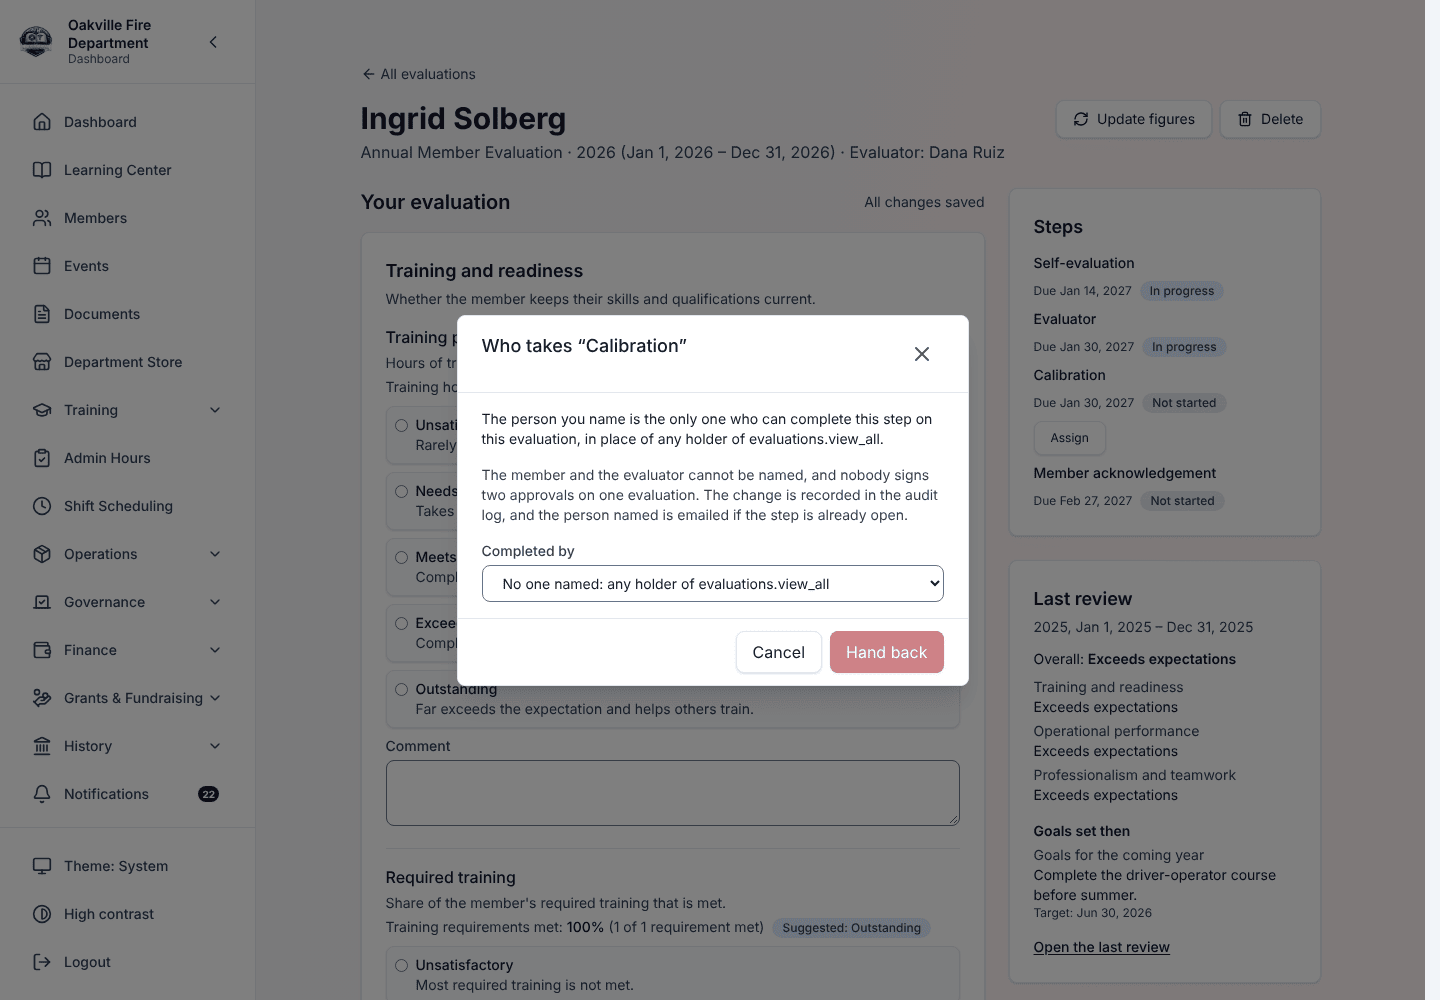 Oakville Fire
Department
Dashboard
Dashboard
Learning Center
Members
Events
Documents
Department Store
Training
Admin Hours
Shift Scheduling
Operations
Governance
Finance
Grants & Fundraising
History
Notifications 22
Theme: System
High contrast
Logout
All evaluations
Ingrid Solberg
Annual Member Evaluation · 2026 (Jan 1, 2026 – Dec 31, 2026) · Evaluator: Dana Ruiz
Update figures
Delete
Your evaluation
All changes saved
Training and readiness
Whether the member keeps their skills and qualifications current.
Training
Hours of
Training
Rarely
Needs
Takes
Meets
Outstanding
Far exceeds the expectation and helps others train.
Comment
Required training
Share of the member's required training that is met.
Training requirements met: 100% (1 of 1 requirement met) Suggested: Outstanding
Unsatisfactory
Most required training is not met.
Who takes “Calibration”
The person you name is the only one who can complete this step on
this evaluation, in place of any holder of evaluations.view_all.
The member and the evaluator cannot be named, and nobody signs
two approvals on one evaluation. The change is recorded in the audit
log, and the person named is emailed if the step is already open.
Completed by
No one named: any holder of evaluations.view_all
Cancel
Hand back
Steps
Self-evaluation
Due Jan 14, 2027 In progress
Evaluator
Due Jan 30, 2027 In progress
Calibration
Due Jan 30, 2027 Not started
Assign
Member acknowledgement
Due Feb 27, 2027 Not started
Last review
2025, Jan 1, 2025 – Dec 31, 2025
Overall: Exceeds expectations
Training and readiness
Exceeds expectations
Operational performance
Exceeds expectations
Professionalism and teamwork
Exceeds expectations
Goals set then
Goals for the coming year
Complete the driver-operator course
before summer.
Target: Jun 30, 2026
Open the last review